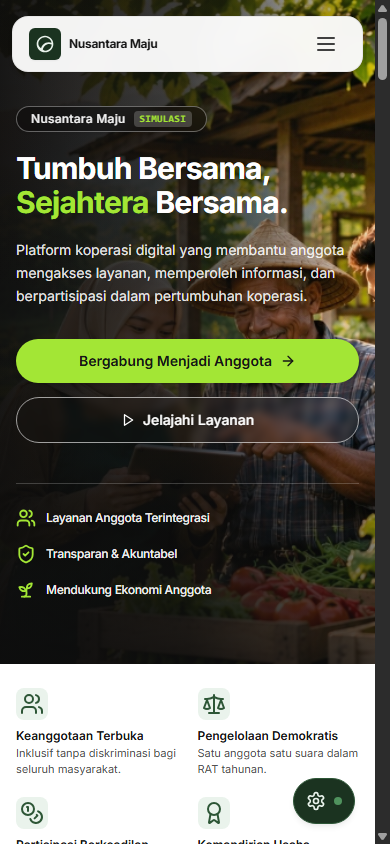 Nusantara Maju
Nusantara Maju SIMULASI
Tumbuh Bersama,
Sejahtera Bersama.
Platform koperasi digital yang membantu anggota
mengakses layanan, memperoleh informasi, dan
berpartisipasi dalam pertumbuhan koperasi.
Bergabung Menjadi Anggota →
Jelajahi Layanan
Layanan Anggota Terintegrasi
Transparan & Akuntabel
Mendukung Ekonomi Anggota
Keanggotaan Terbuka
Inklusif tanpa diskriminasi bagi
seluruh masyarakat.
Pengelolaan Demokratis
Satu anggota satu suara dalam
RAT tahunan.